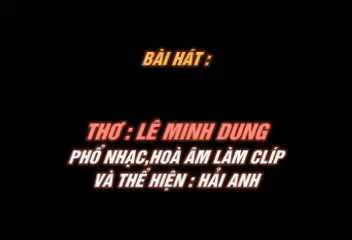 BÀI HÁT :
THƠ : LÊ MINH DUNG
PHỔ NHẠC,HOÀ ÂM LÀM CLÍP
VÀ THỂ HIỆN : HẢI ANH